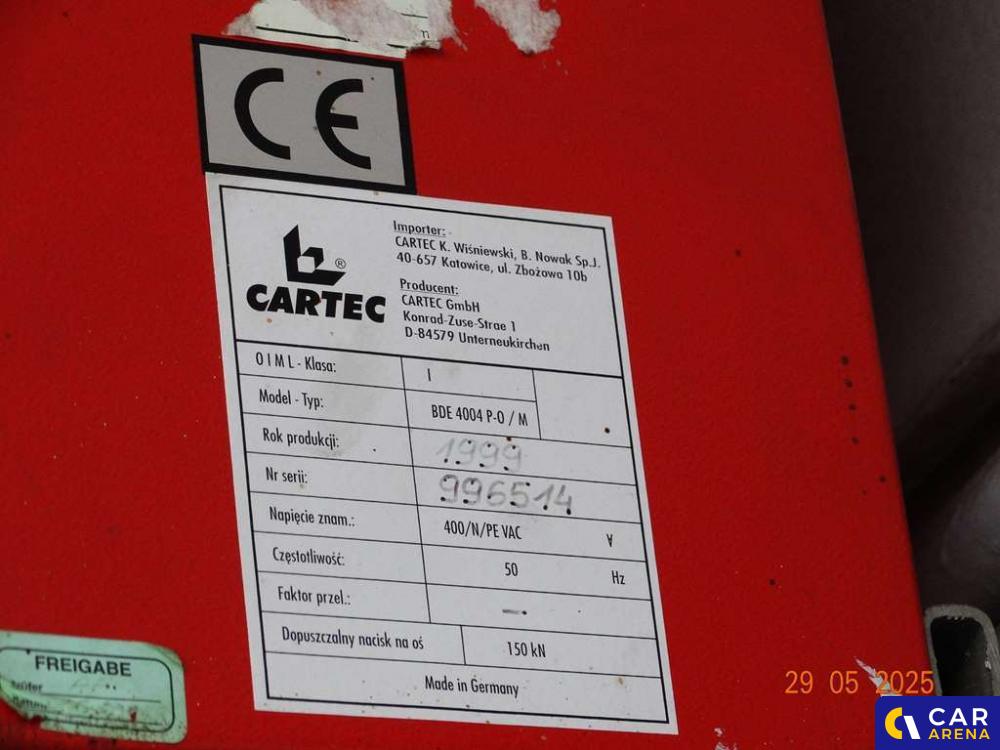 CE
Importer:
CARTEC K. Wiśniewski, B. Nowak Sp.J.
40-657 Katowice, ul. Zbożowa 10b
Producent:
CARTEC GmbH
Konrad-Zuse-Strae 1
D-84579 Unterneukirchen
®
CARTEC
O I M L - Klasa: I
Model - Typ: BDE 4004 P-O / M
Rok produkcji: 1999
Nr serii: 996514
Napięcie znam.: 400/N/PE VAC V
Częstotliwość: 50 Hz
Faktor przel.: —
Dopuszczalny nacisk na oś 150 kN
Made in Germany
FREIGABE
29 05 2025
CAR
ARENA